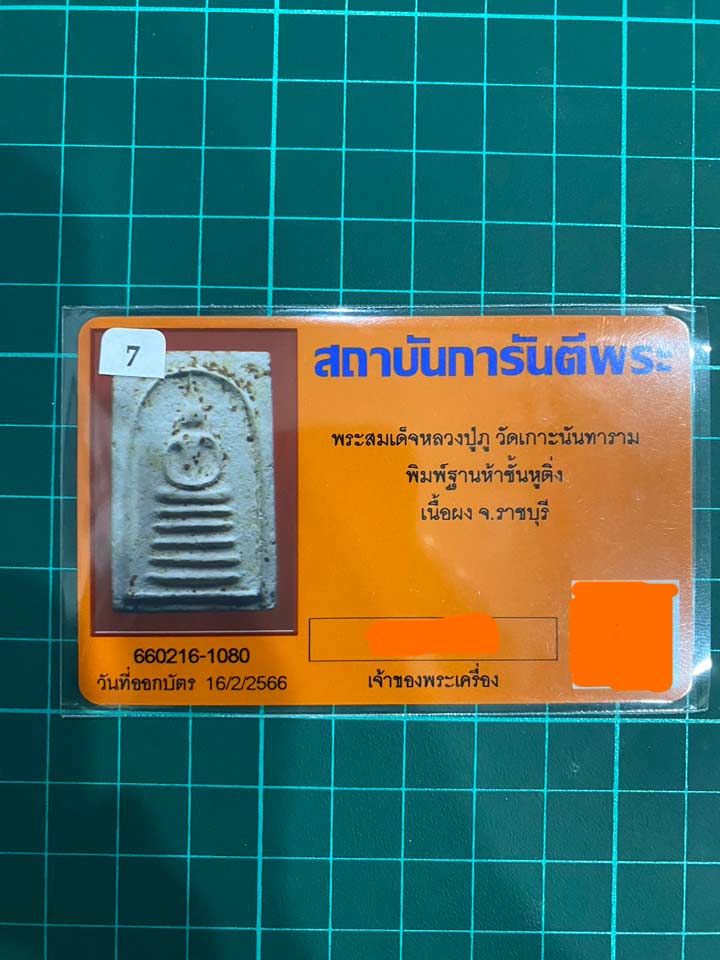 7
สถาบันการันตีพระ
พระสมเด็จหลวงปู่ภู วัดเกาะนันทาราม
พิมพ์ฐานห้าชั้นหูติ่ง
เนื้อผง จ.ราชบุรี
660216-1080
วันที่ออกบัตร 16/2/2566
เจ้าของพระเครื่อง